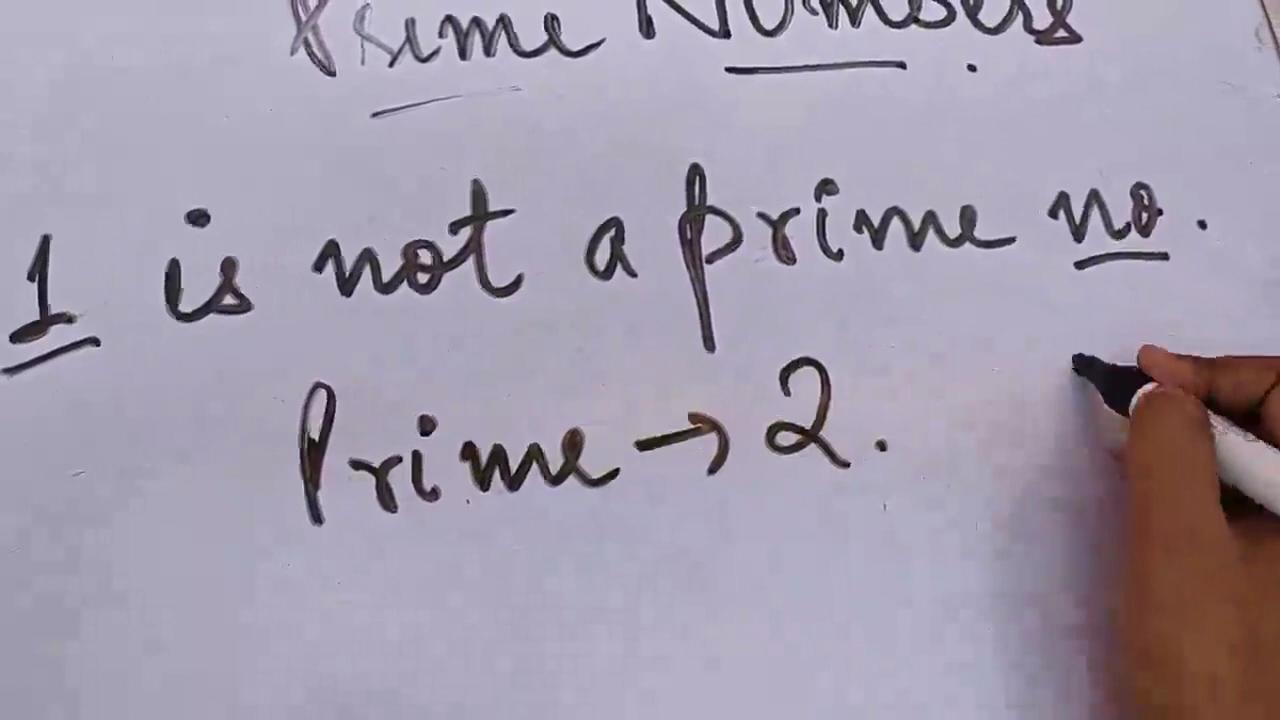 Prime Numbers
1 is not a prime no.
Prime → 2.